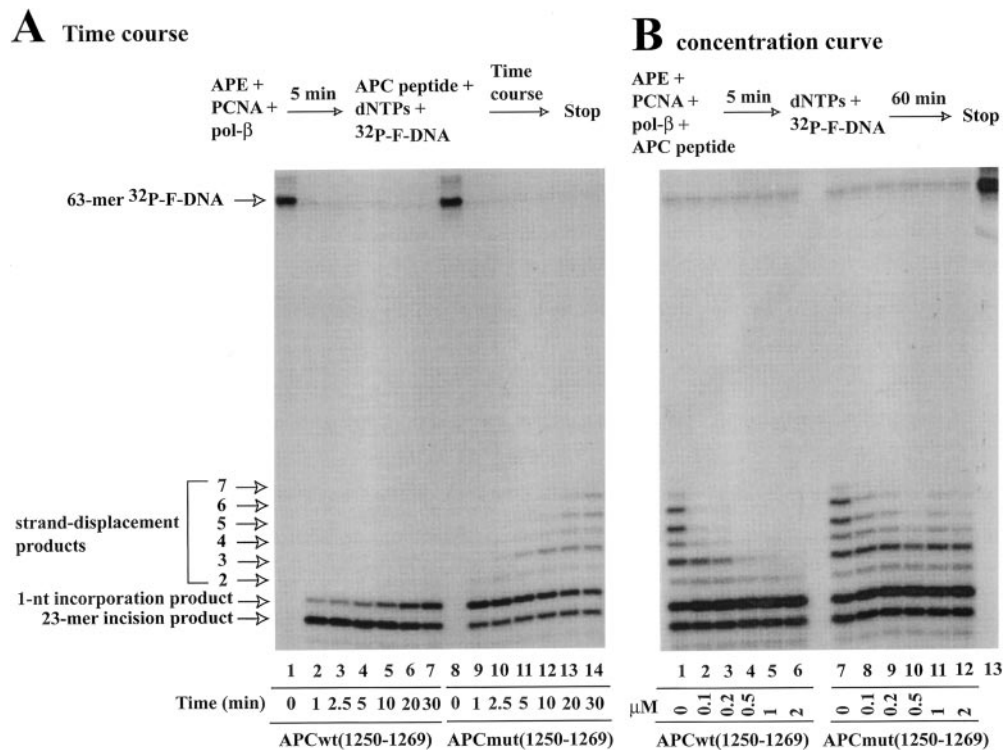 A Time course
APE +
PCNA +
pol-β
5 min
APC peptide +
dNTPs +
32P-F-DNA
Time
course
Stop
63-mer 32P-F-DNA
strand-displacement
products
7
6
5
4
3
2
1-nt incorporation product
23-mer incision product
1 2 3 4 5 6 7 8 9 10 11 12 13 14
Time (min) 0 1 2.5 5 10 20 30 0 1 2.5 5 10 20 30
APCwt(1250-1269) APCmut(1250-1269)
B concentration curve
APE +
PCNA +
pol-β +
APC peptide
5 min
dNTPs +
32P-F-DNA
60 min
Stop
1 2 3 4 5 6 7 8 9 10 11 12 13
μM 0 0.1 0.2 0.5 1 2 0 0.1 0.2 0.5 1 2
APCwt(1250-1269) APCmut(1250-1269)